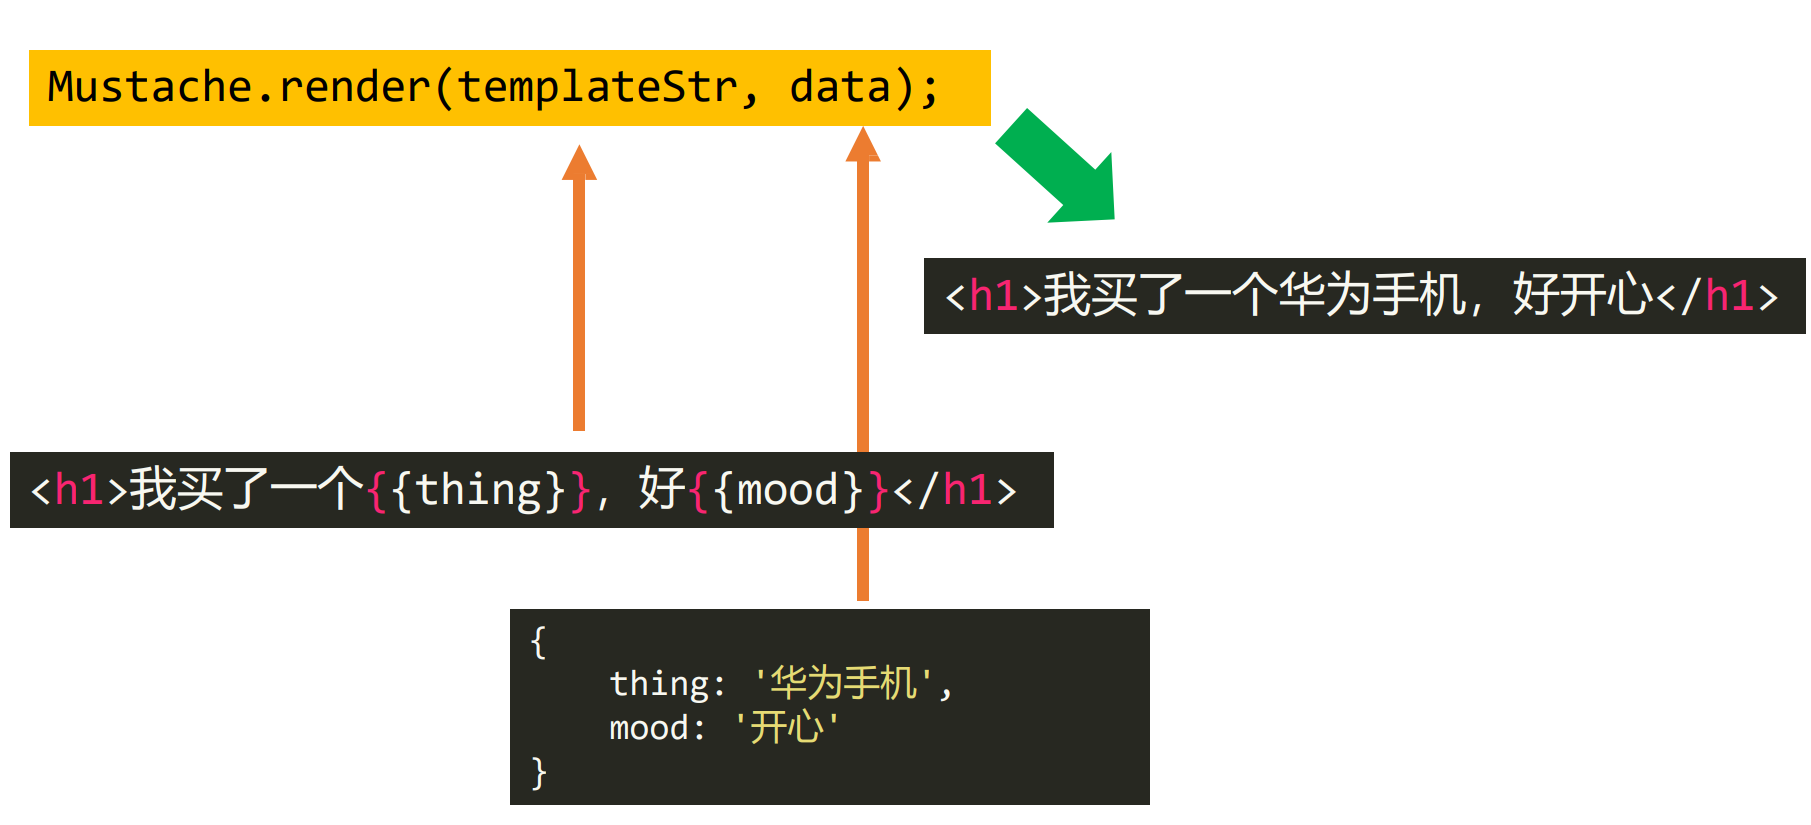 Mustache.render(templateStr, data);
<h1>我买了一个华为手机，好开心</h1>
<h1>我买了一个{{thing}}，好{{mood}}</h1>
{
    thing: '华为手机',
    mood: '开心'
}